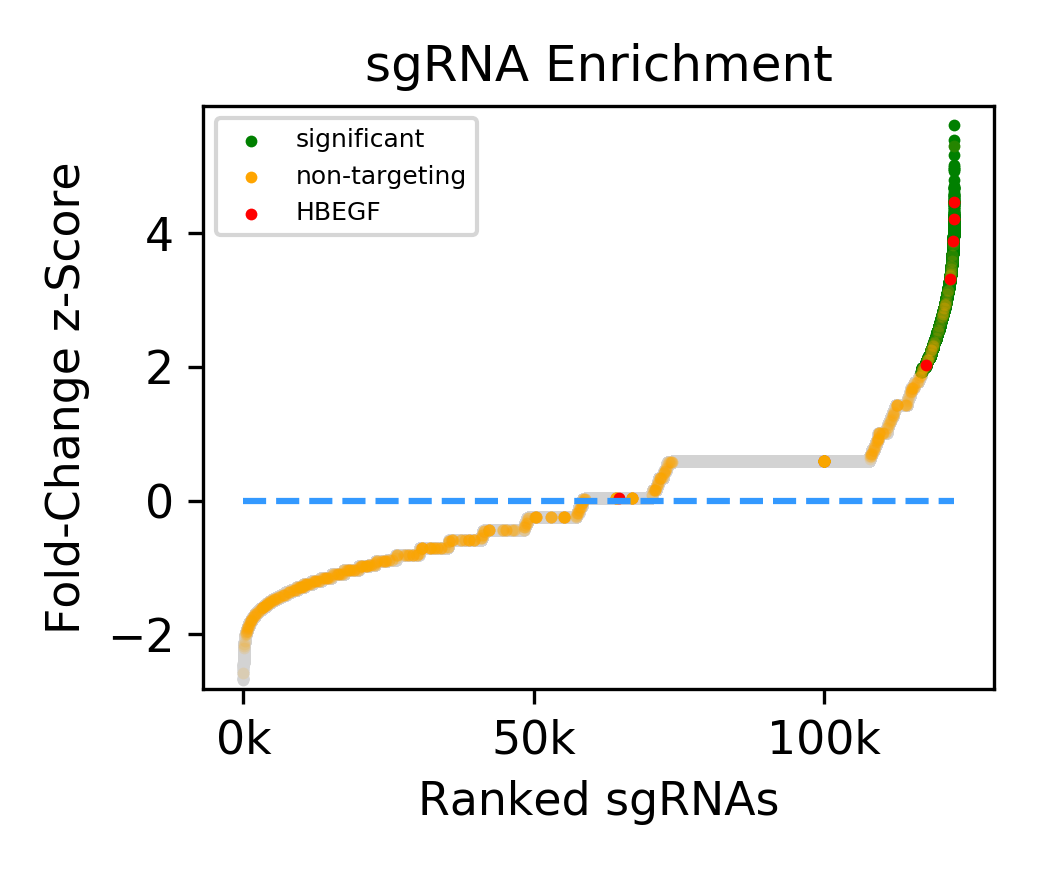 sgRNA Enrichment
significant
non-targeting
HBEGF
Fold-Change z-Score
4
2
0
−2
0k 50k 100k
Ranked sgRNAs